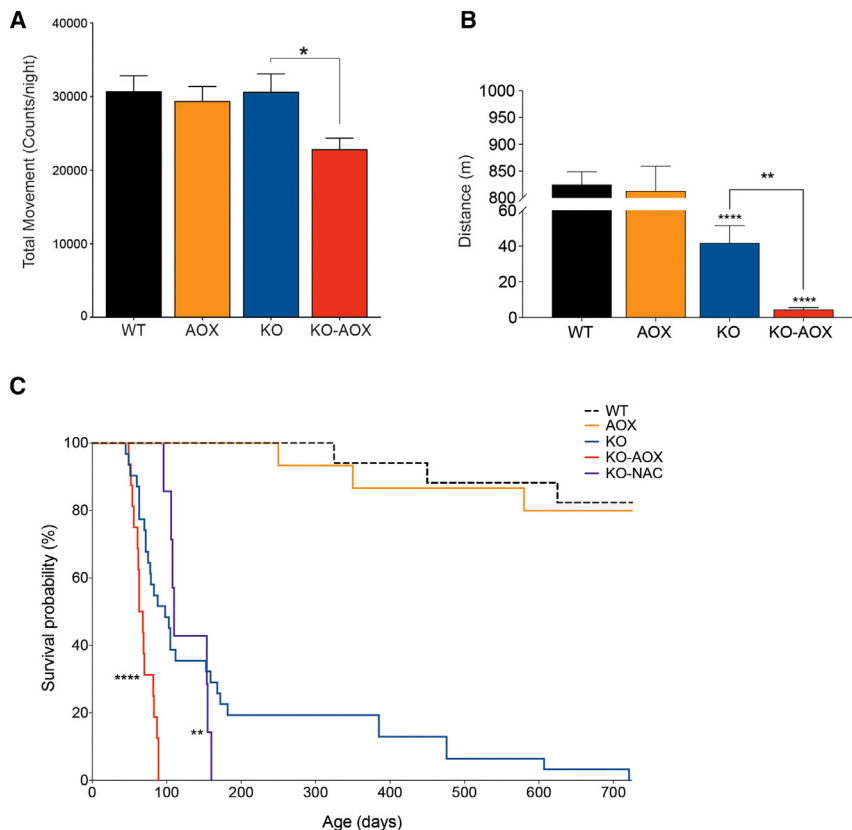 A
Total Movement (Counts/night)
40000
30000
20000
10000
0
*
WT AOX KO KO-AOX
B
Distance (m)
1000
950
900
850
800
60
40
20
0
**
****
****
WT AOX KO KO-AOX
C
WT
AOX
KO
KO-AOX
KO-NAC
Survival probability (%)
100
80
60
40
20
0
****
**
0 100 200 300 400 500 600 700
Age (days)